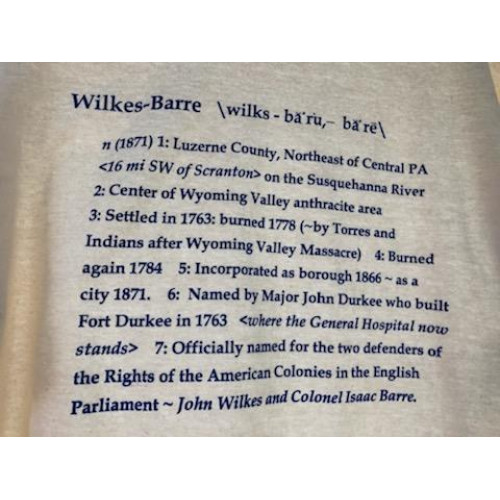 Wilkes-Barre \wilks - bă'ru,- bă'rē\
n (1871) 1: Luzerne County, Northeast of Central PA
<16 mi SW of Scranton> on the Susquehanna River
2: Center of Wyoming Valley anthracite area
3: Settled in 1763: burned 1778 (~by Torres and
Indians after Wyoming Valley Massacre) 4: Burned
again 1784 5: Incorporated as borough 1866 ~ as a
city 1871. 6: Named by Major John Durkee who built
Fort Durkee in 1763 <where the General Hospital now
stands> 7: Officially named for the two defenders of
the Rights of the American Colonies in the English
Parliament ~ John Wilkes and Colonel Isaac Barre.